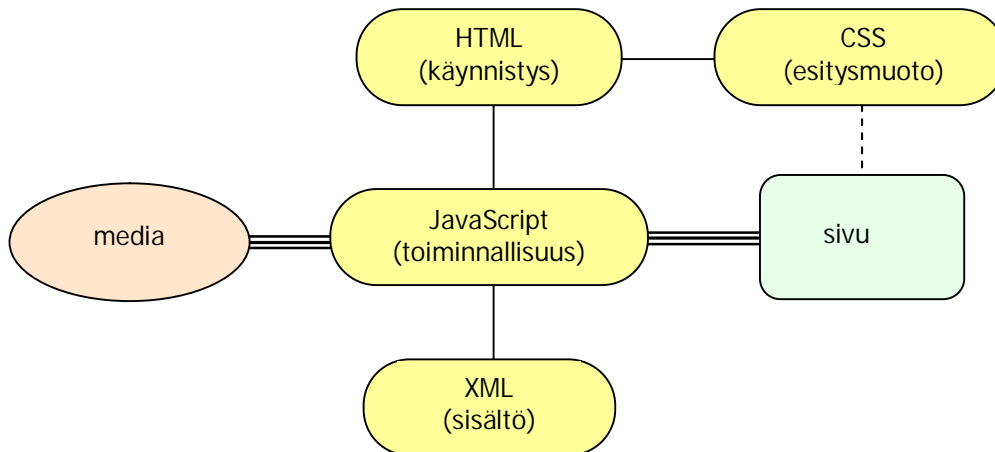 HTML
(käynnistys)
CSS
(esitysmuoto)
media
JavaScript
(toiminnallisuus)
sivu
XML
(sisältö)